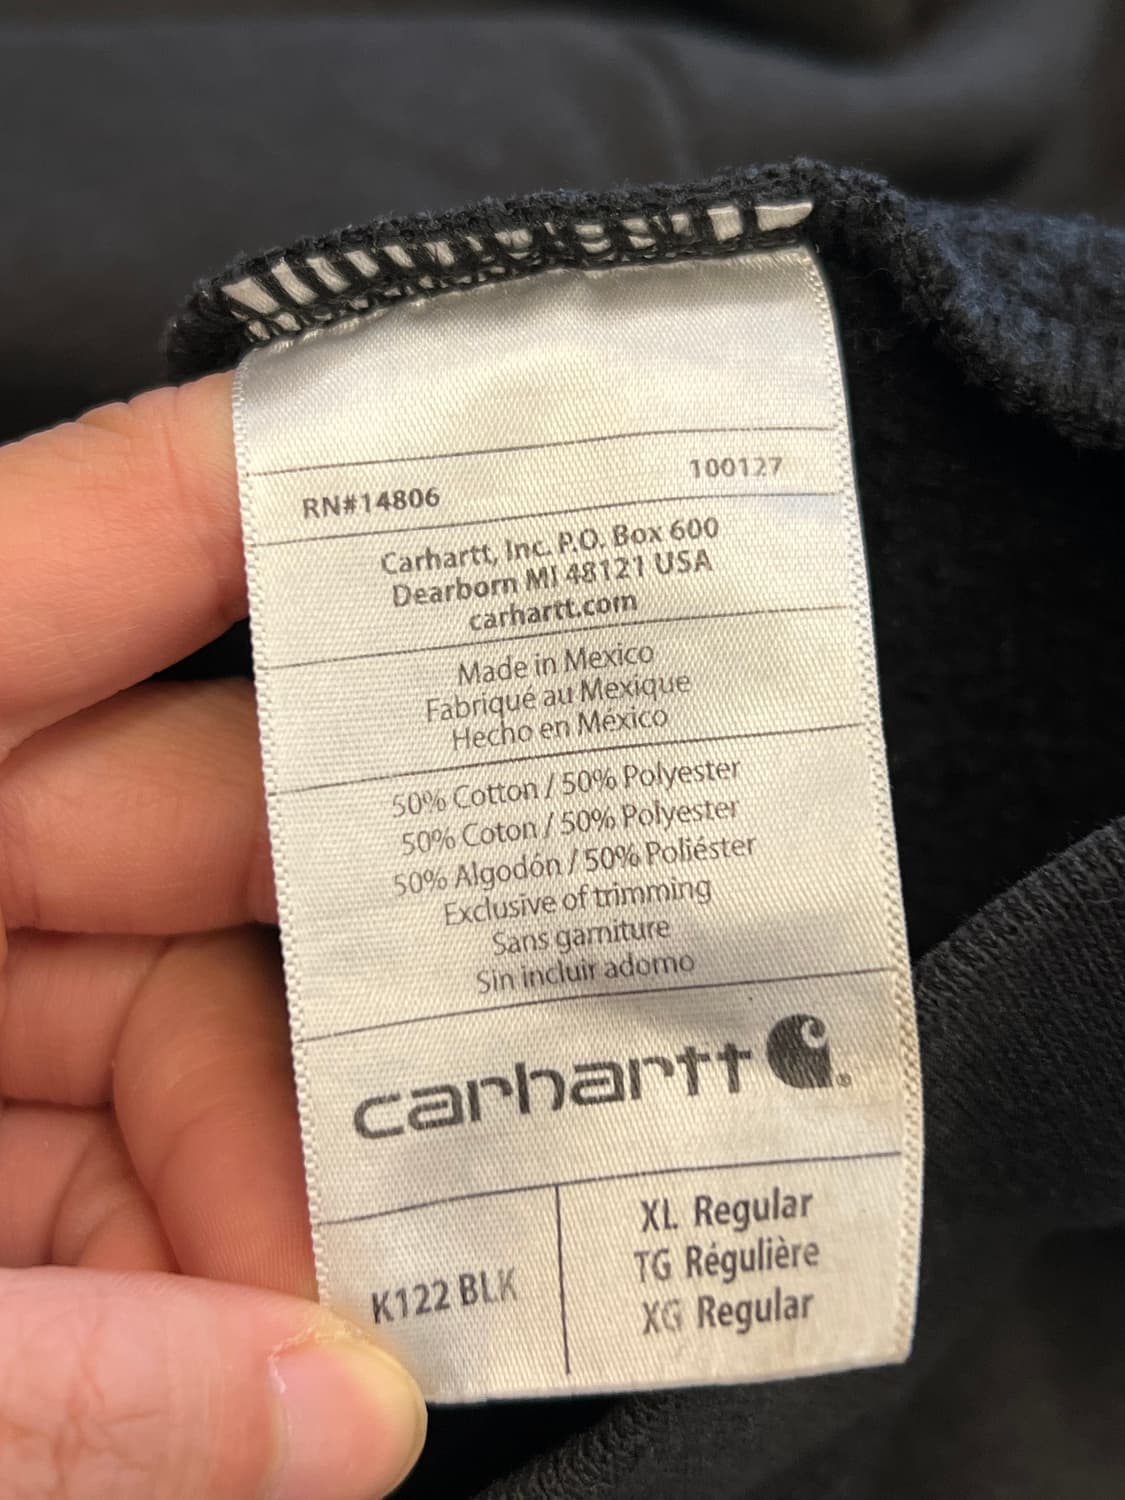 RN#14806 100127
Carhartt, Inc. P.O. Box 600
Dearborn MI 48121 USA
carhartt.com
Made in Mexico
Fabriqué au Mexique
Hecho en México
50% Cotton / 50% Polyester
50% Coton / 50% Polyester
50% Algodón / 50% Poliéster
Exclusive of trimming
Sans garniture
Sin incluir adorno
carhartt ®
K122 BLK
XL Regular
TG Régulière
XG Regular